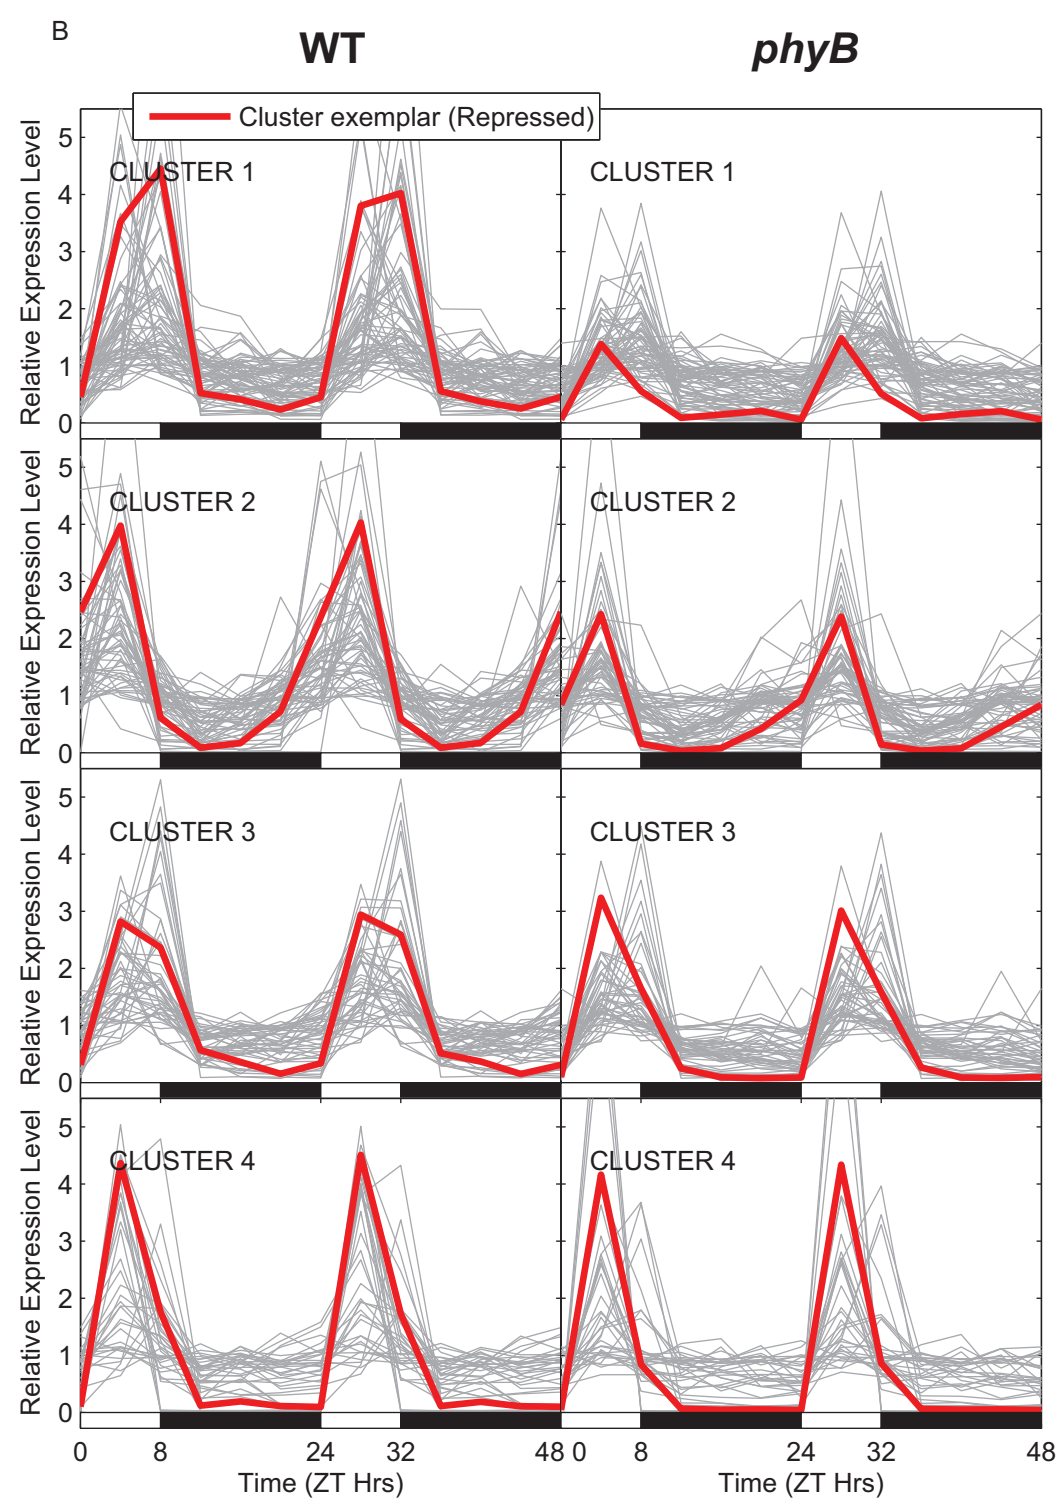 B
WT phyB
Cluster exemplar (Repressed)
Relative Expression Level
5
4
3
2
1
0
CLUSTER 1 CLUSTER 1
Relative Expression Level
5
4
3
2
1
0
CLUSTER 2 CLUSTER 2
Relative Expression Level
5
4
3
2
1
0
CLUSTER 3 CLUSTER 3
Relative Expression Level
5
4
3
2
1
0
CLUSTER 4 CLUSTER 4
0 8 24 32 48 0 8 24 32 48
Time (ZT Hrs) Time (ZT Hrs)